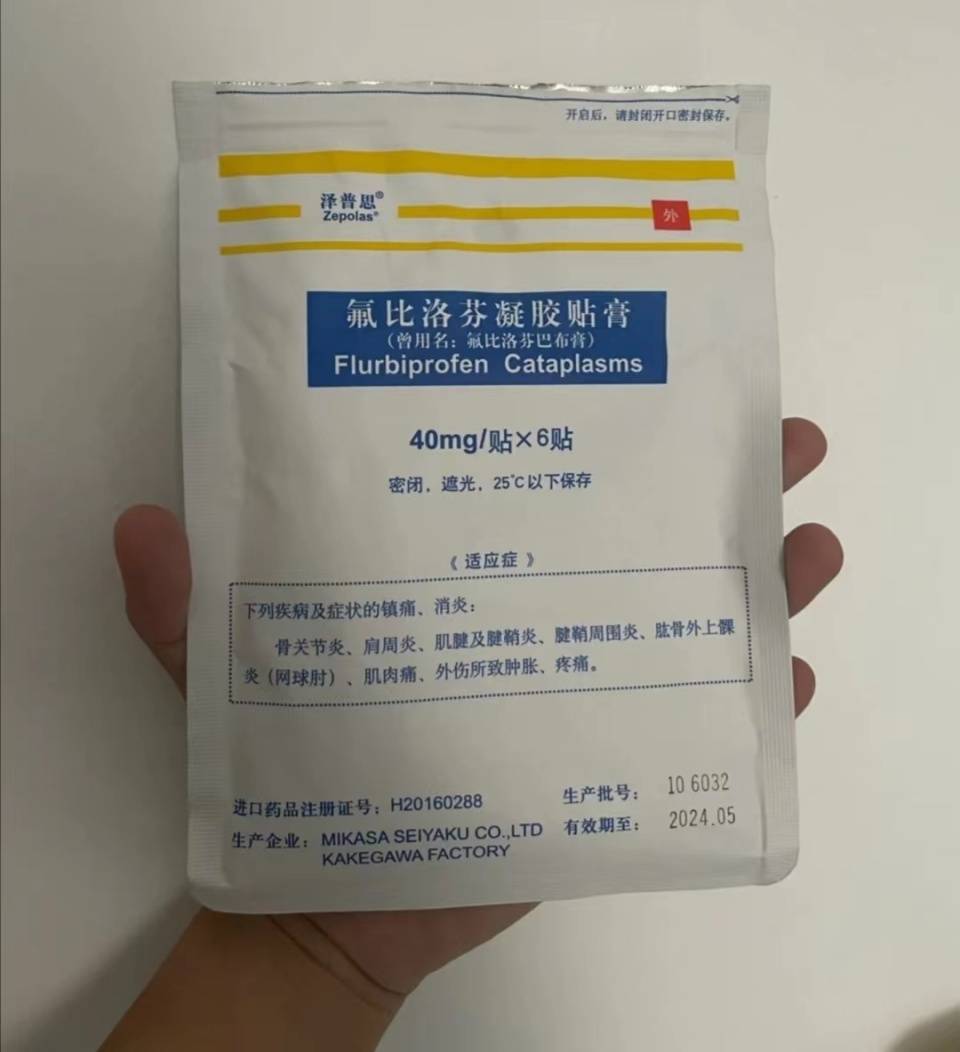 开启后，请封闭开口密封保存。
泽普思®
Zepolas®
外
氟比洛芬凝胶贴膏
（曾用名：氟比洛芬巴布膏）
Flurbiprofen Cataplasms
40mg/贴×6贴
密闭，遮光，25℃以下保存
《 适应症 》
下列疾病及症状的镇痛、消炎：
骨关节炎、肩周炎、肌腱及腱鞘炎、腱鞘周围炎、肱骨外上髁
炎（网球肘）、肌肉痛、外伤所致肿胀、疼痛。
进口药品注册证号：H20160288
生产批号： 10 6032
生产企业：MIKASA SEIYAKU CO.,LTD
有效期至： 2024.05
KAKEGAWA FACTORY